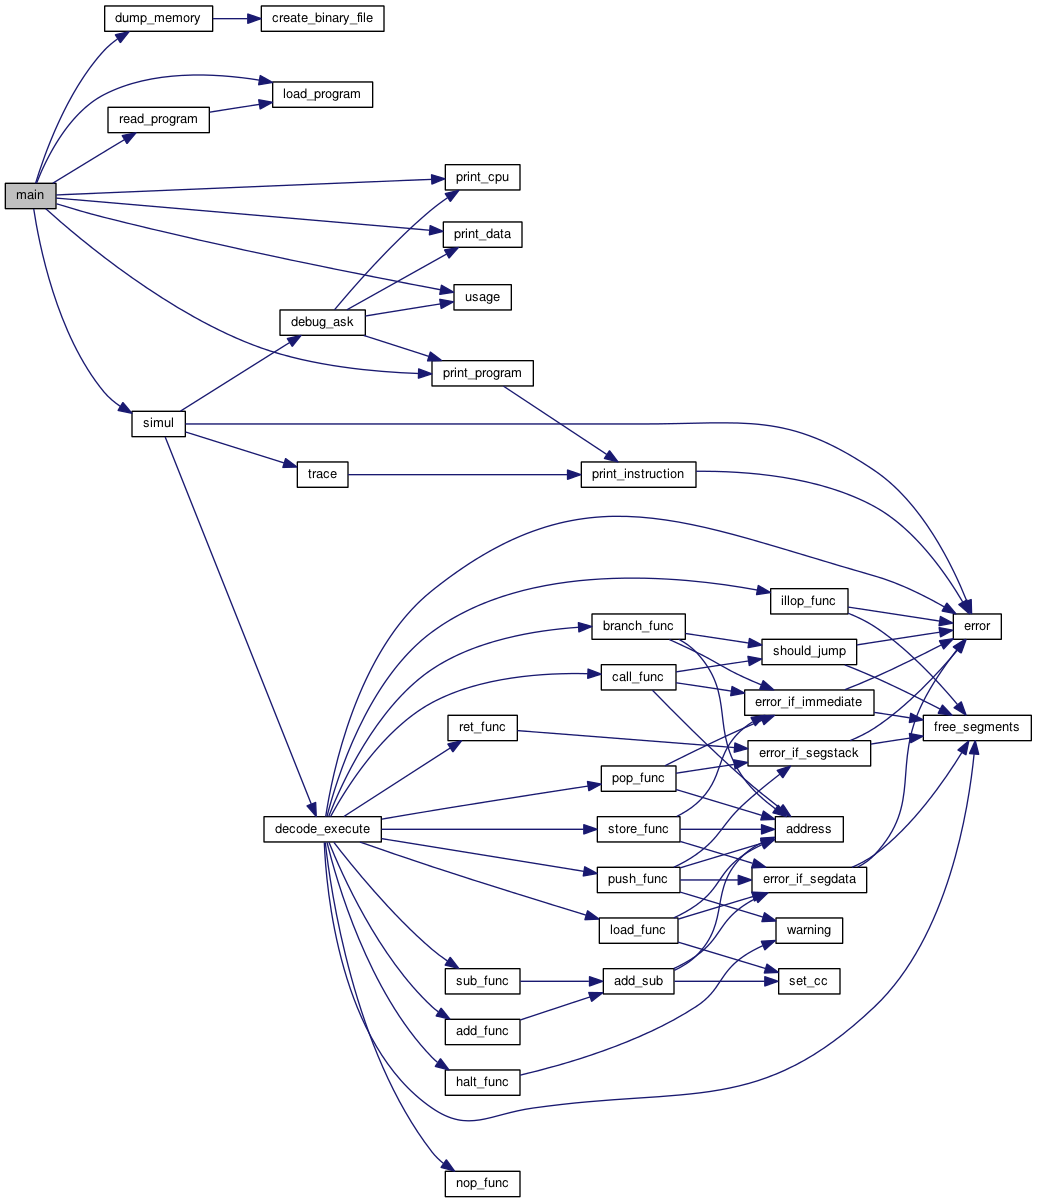 dump_memory
create_binary_file
load_program
read_program
print_cpu
main
print_data
usage
debug_ask
print_program
simul
trace
print_instruction
illop_func
branch_func
error
should_jump
call_func
error_if_immediate
ret_func
free_segments
error_if_segstack
pop_func
decode_execute
store_func
address
push_func
error_if_segdata
load_func
warning
sub_func
add_sub
set_cc
add_func
halt_func
nop_func